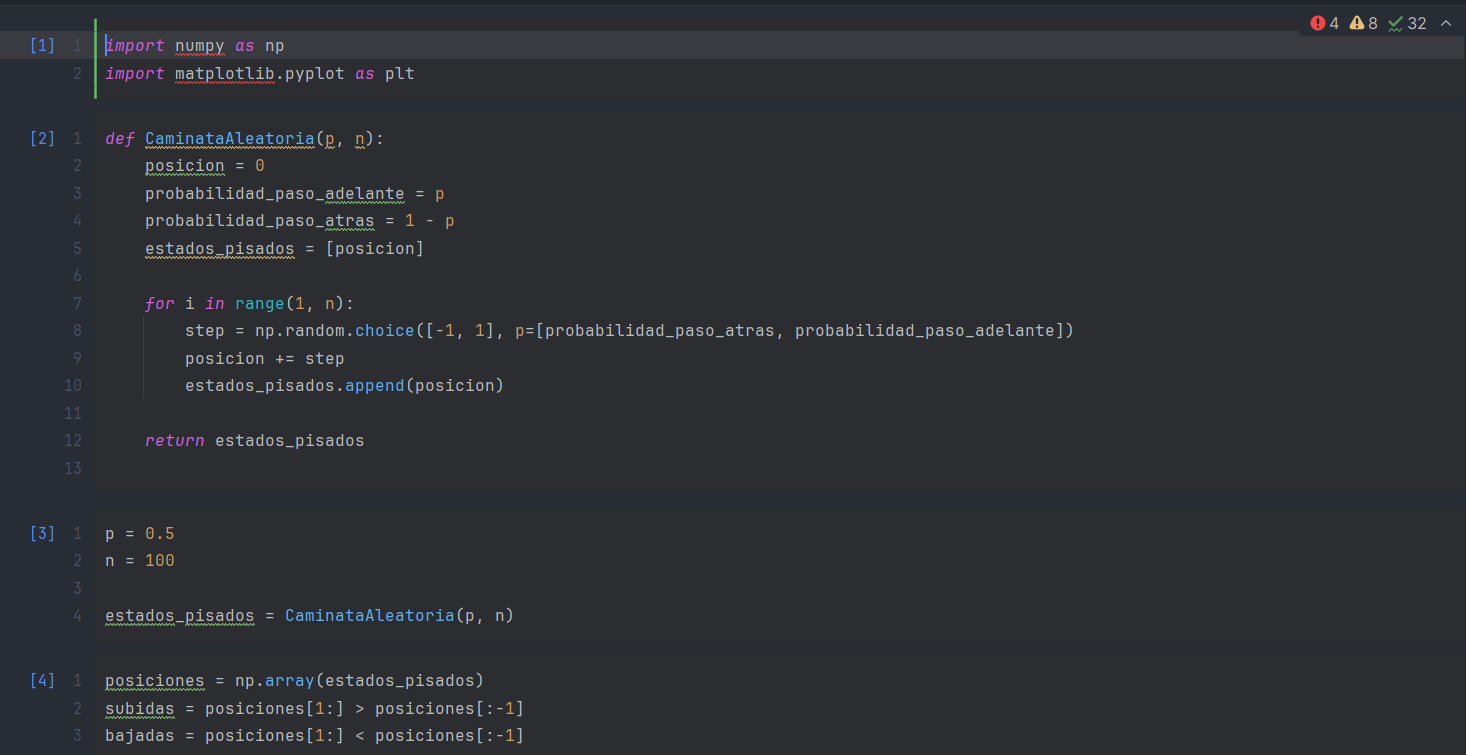 4 8 32
[1] 1 import numpy as np
2 import matplotlib.pyplot as plt
[2] 1 def CaminataAleatoria(p, n):
2     posicion = 0
3     probabilidad_paso_adelante = p
4     probabilidad_paso_atras = 1 - p
5     estados_pisados = [posicion]
6
7     for i in range(1, n):
8         step = np.random.choice([-1, 1], p=[probabilidad_paso_atras, probabilidad_paso_adelante])
9         posicion += step
10         estados_pisados.append(posicion)
11
12     return estados_pisados
13
[3] 1 p = 0.5
2 n = 100
3
4 estados_pisados = CaminataAleatoria(p, n)
[4] 1 posiciones = np.array(estados_pisados)
2 subidas = posiciones[1:] > posiciones[:-1]
3 bajadas = posiciones[1:] < posiciones[:-1]